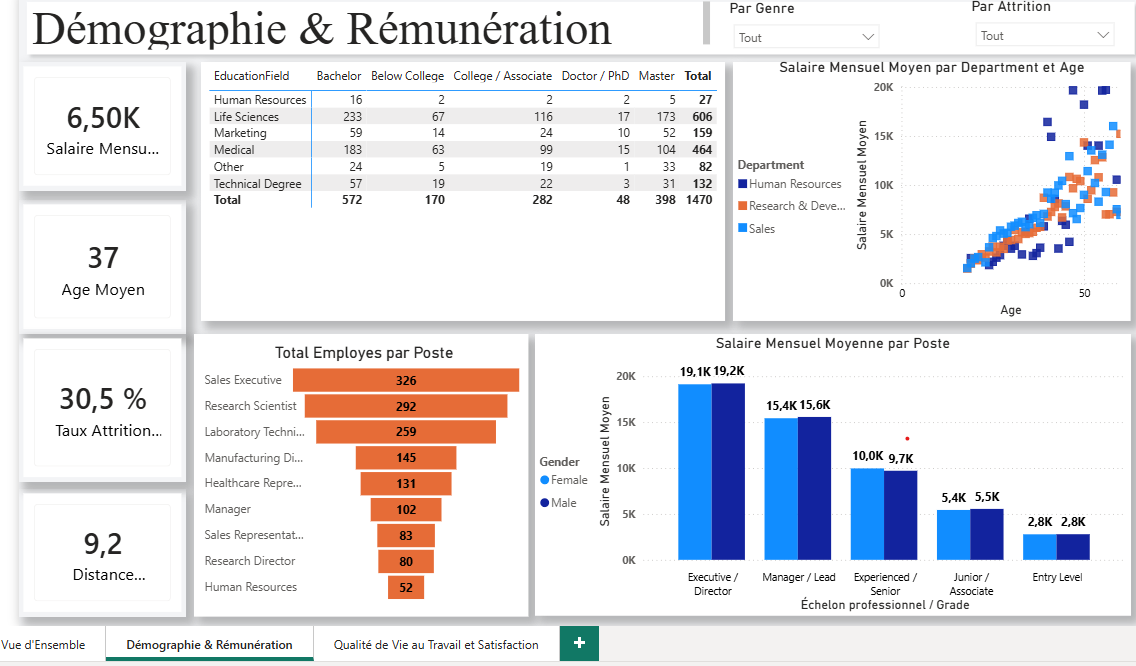 Démographie & Rémunération
Par Genre
Tout
Par Attrition
Tout
6,50K
Salaire Mensu...
37
Age Moyen
30,5 %
Taux Attrition...
9,2
Distance...
EducationField Bachelor Below College College / Associate Doctor / PhD Master Total
Human Resources 16 2 2 2 5 27
Life Sciences 233 67 116 17 173 606
Marketing 59 14 24 10 52 159
Medical 183 63 99 15 104 464
Other 24 5 19 1 33 82
Technical Degree 57 19 22 3 31 132
Total 572 170 282 48 398 1470
Salaire Mensuel Moyen par Department et Age
Department
Human Resources
Research & Deve...
Sales
Salaire Mensuel Moyen
20K
15K
10K
5K
0K
0 50
Age
Total Employes par Poste
Sales Executive 326
Research Scientist 292
Laboratory Techni... 259
Manufacturing Di... 145
Healthcare Repre... 131
Manager 102
Sales Representat... 83
Research Director 80
Human Resources 52
Salaire Mensuel Moyenne par Poste
Gender
Female
Male
Salaire Mensuel Moyen
20K
15K
10K
5K
0K
19,1K 19,2K
15,4K 15,6K
10,0K 9,7K
5,4K 5,5K
2,8K 2,8K
Executive /
Director
Manager / Lead
Experienced /
Senior
Junior /
Associate
Entry Level
Échelon professionnel / Grade
Vue d'Ensemble
Démographie & Rémunération
Qualité de Vie au Travail et Satisfaction
+